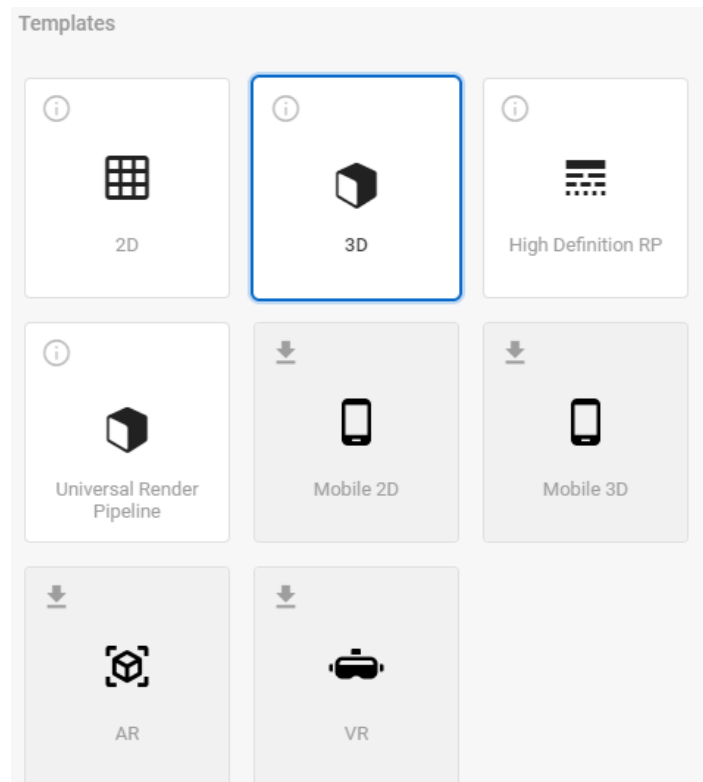 Templates
2D
3D
High Definition RP
Universal Render
Pipeline
Mobile 2D
Mobile 3D
AR
VR